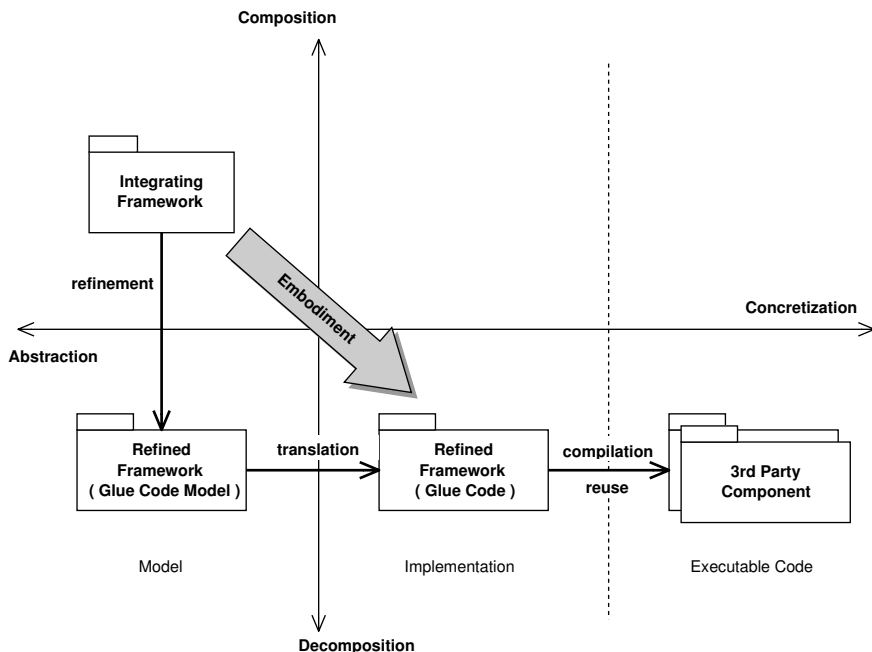 Composition
Integrating
Framework
refinement
Embodiment
Concretization
Abstraction
Refined
Framework
( Glue Code Model )
translation
Refined
Framework
( Glue Code )
compilation
reuse
3rd Party
Component
Model
Implementation
Executable Code
Decomposition